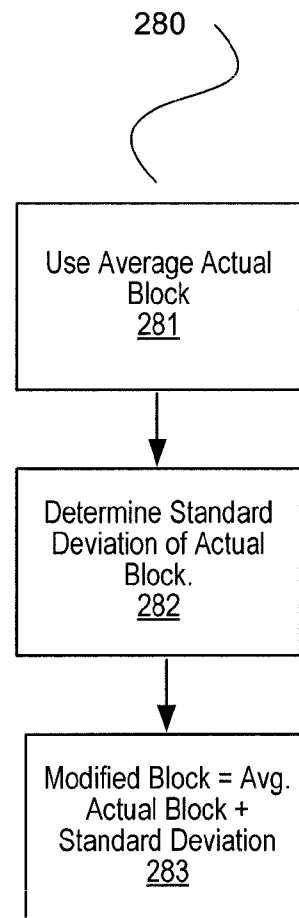 280
Use Average Actual
Block
281
Determine Standard
Deviation of Actual
Block.
282
Modified Block = Avg.
Actual Block +
Standard Deviation
283